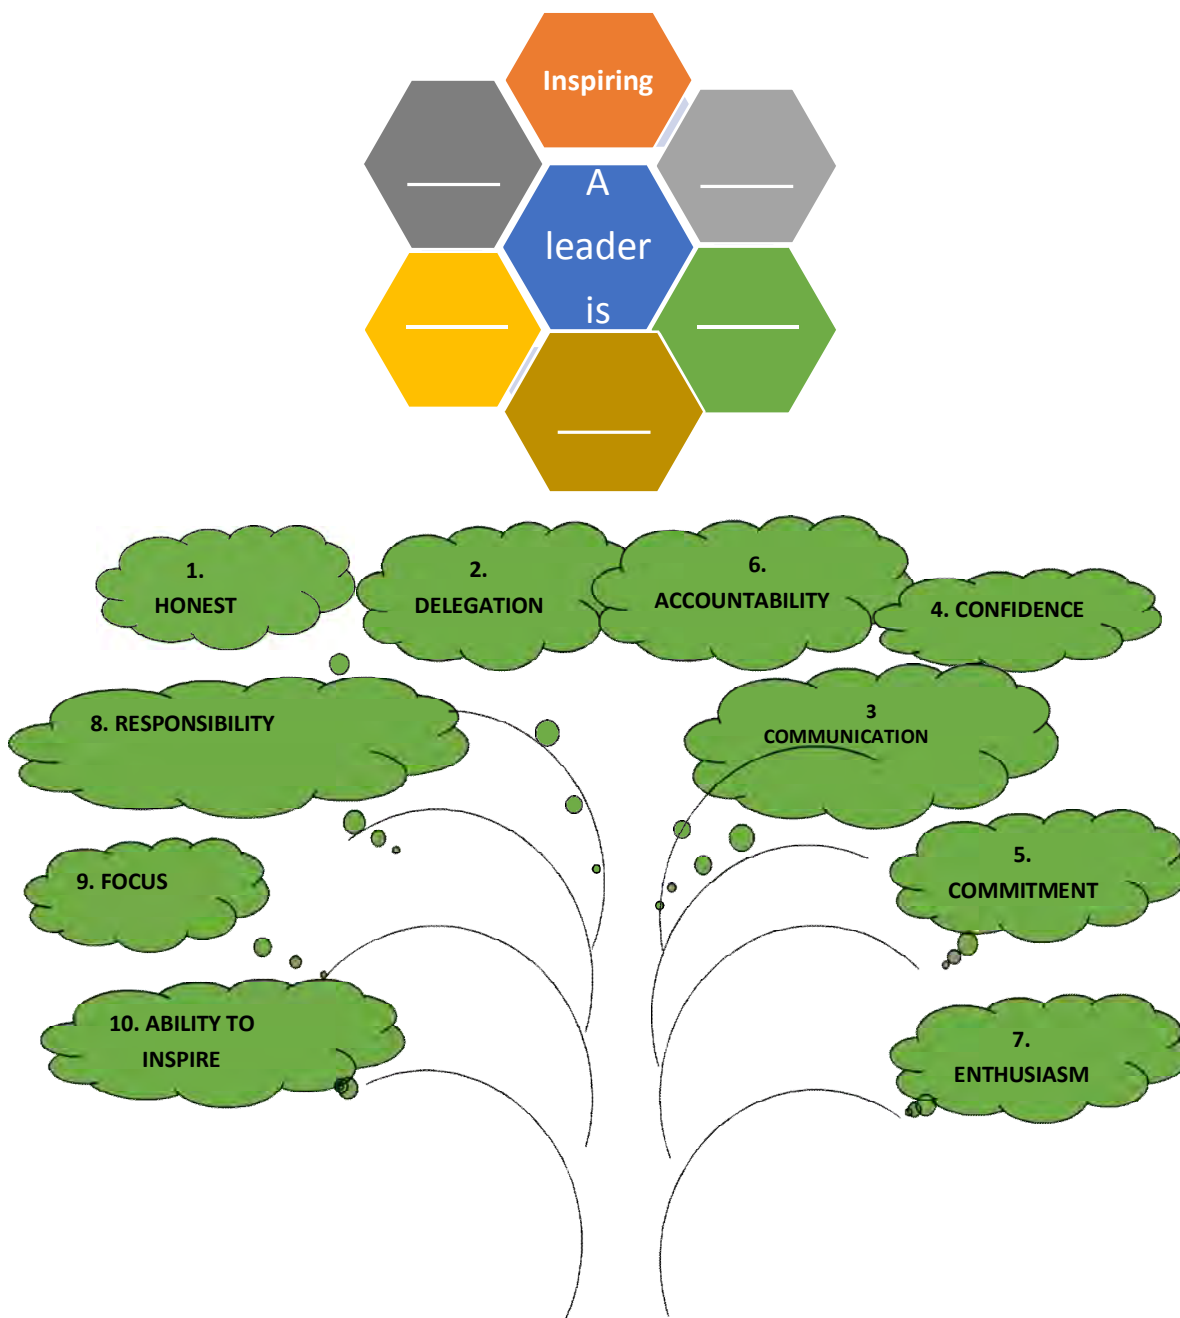 Inspiring
A
leader
is
1.
HONEST
2.
DELEGATION
6.
ACCOUNTABILITY
4. CONFIDENCE
8. RESPONSIBILITY
3
COMMUNICATION
9. FOCUS
5.
COMMITMENT
10. ABILITY TO
INSPIRE
7.
ENTHUSIASM